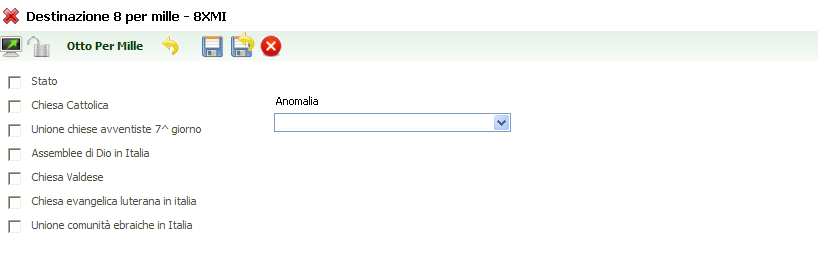 Destinazione 8 per mille - 8XMI
Otto Per Mille
Stato
Chiesa Cattolica
Anomalia
Unione chiese avventiste 7^ giorno
Assemblee di Dio in Italia
Chiesa Valdese
Chiesa evangelica luterana in italia
Unione comunità ebraiche in Italia